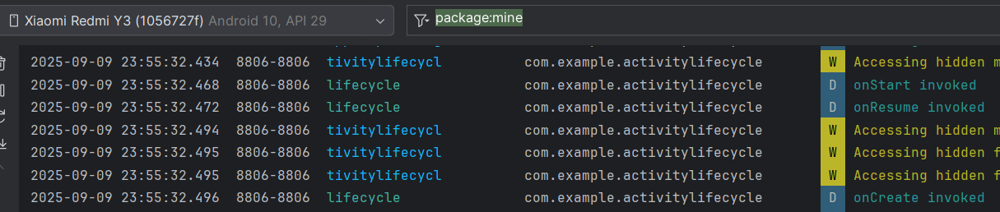 Xiaomi Redmi Y3 (1056727f) Android 10, API 29 package:mine
2025-09-09 23:55:32.434 8806-8806 tivitylifecycl com.example.activitylifecycle W Accessing hidden m
2025-09-09 23:55:32.468 8806-8806 lifecycle com.example.activitylifecycle D onStart invoked
2025-09-09 23:55:32.472 8806-8806 lifecycle com.example.activitylifecycle D onResume invoked
2025-09-09 23:55:32.494 8806-8806 tivitylifecycl com.example.activitylifecycle W Accessing hidden m
2025-09-09 23:55:32.495 8806-8806 tivitylifecycl com.example.activitylifecycle W Accessing hidden f
2025-09-09 23:55:32.495 8806-8806 tivitylifecycl com.example.activitylifecycle W Accessing hidden f
2025-09-09 23:55:32.496 8806-8806 lifecycle com.example.activitylifecycle D onCreate invoked